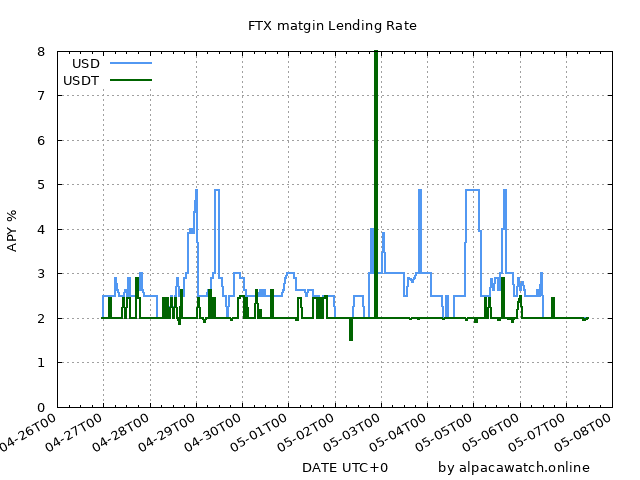 FTX matgin Lending Rate
8
USD
USDT
7
6
5
4
APY %
3
2
1
0
04-26T00
04-27T00
04-28T00
04-29T00
04-30T00
05-01T00
05-02T00
05-03T00
05-04T00
05-05T00
05-06T00
05-07T00
05-08T00
DATE UTC+0
by alpacawatch.online